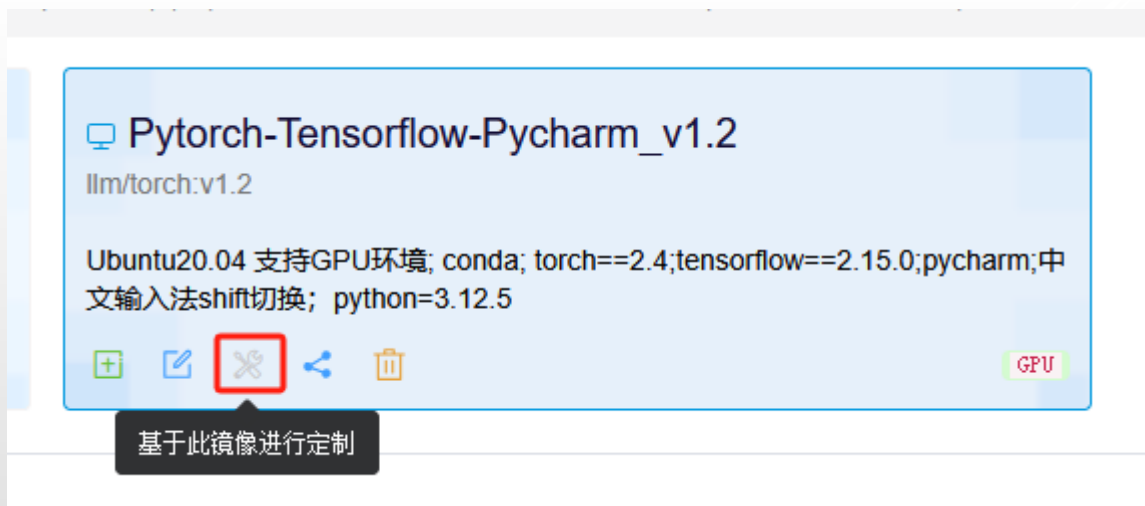 Pytorch-Tensorflow-Pycharm_v1.2
llm/torch:v1.2
Ubuntu20.04 支持GPU环境; conda; torch==2.4;tensorflow==2.15.0;pycharm;中
文输入法shift切换；python=3.12.5
GPU
基于此镜像进行定制